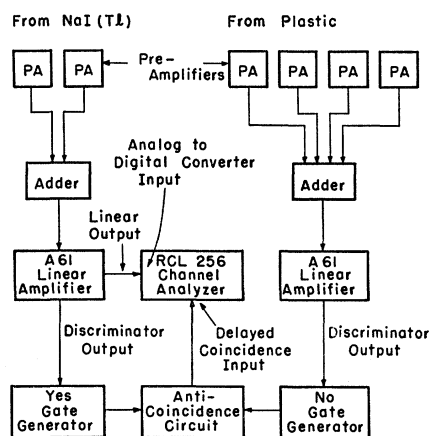 From NaI (Tl)
From Plastic
PA
PA
Pre-
Amplifiers
PA
PA
PA
PA
Analog to
Digital Converter
Input
Adder
Adder
Linear
Output
A61
Linear
Amplifier
RCL 256
Channel
Analyzer
A61
Linear
Amplifier
Discriminator
Output
Delayed
Coincidence
Input
Discriminator
Output
Yes
Gate
Generator
Anti-
Coincidence
Circuit
No
Gate
Generator